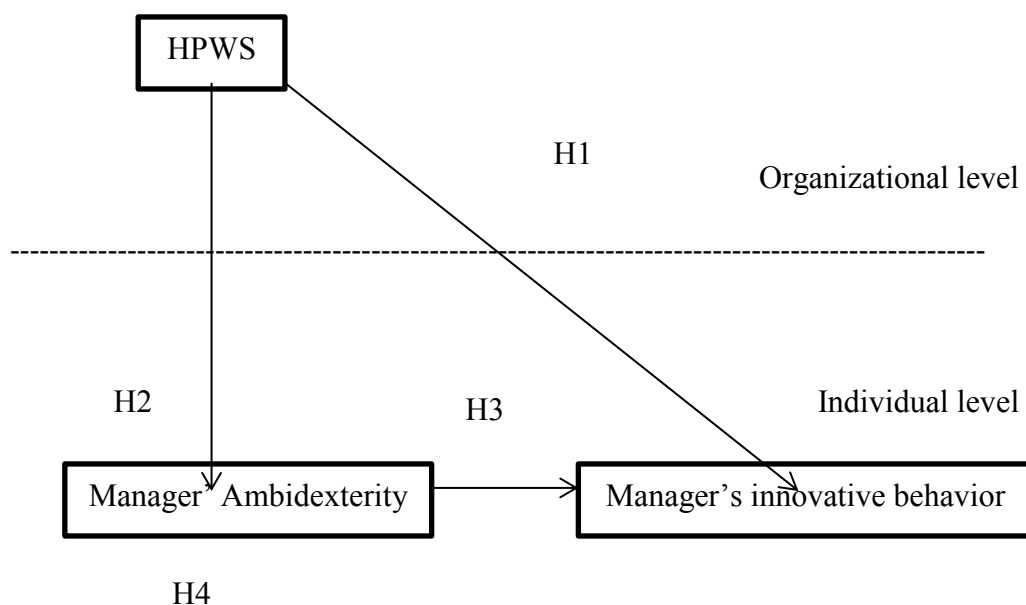 HPWS
H1
Organizational level
H2
H3
Individual level
Manager’ Ambidexterity
Manager’s innovative behavior
H4